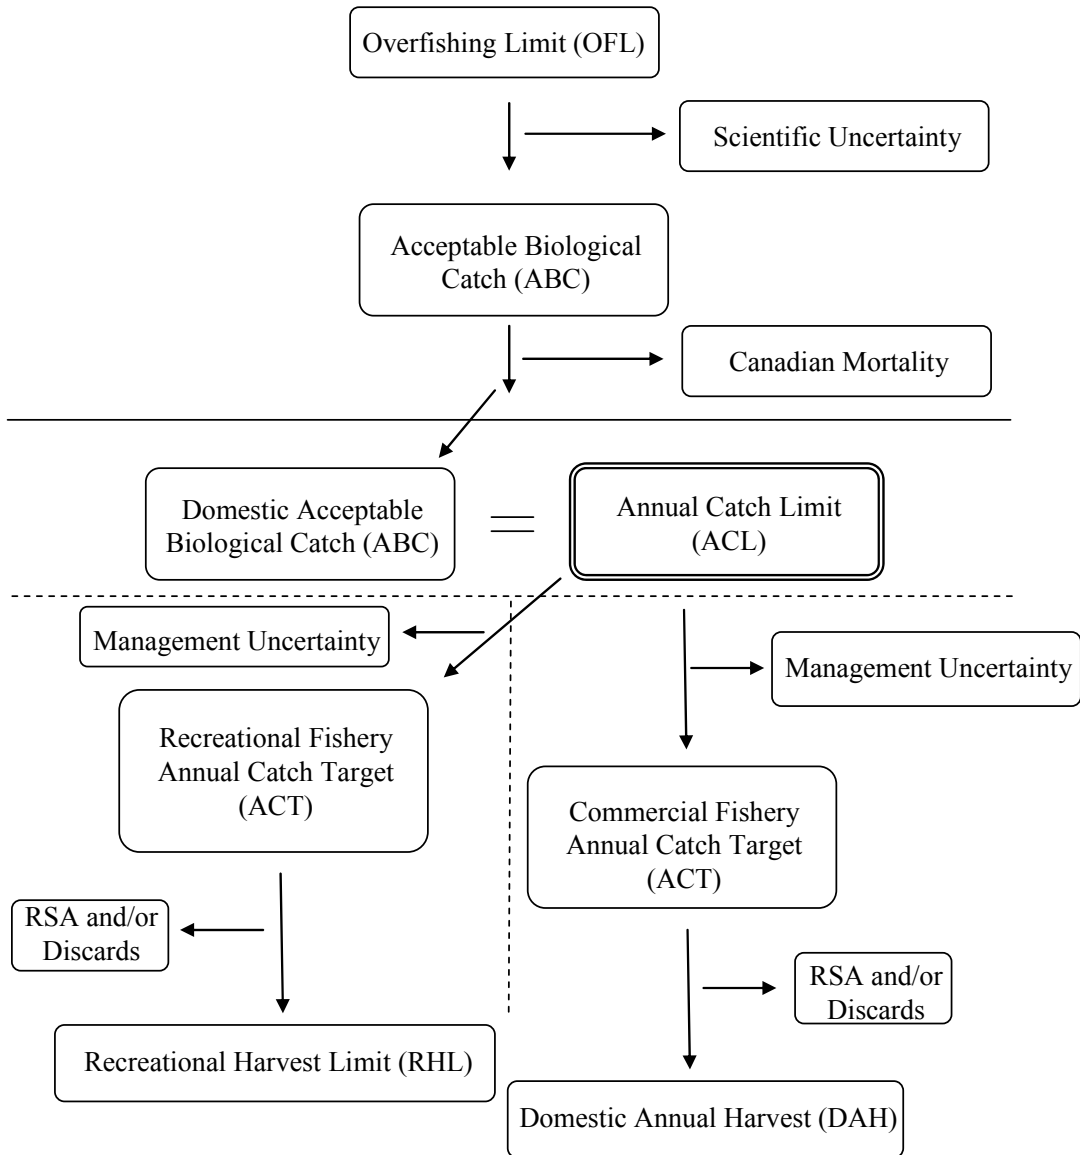 Overfishing Limit (OFL)
Scientific Uncertainty
Acceptable Biological
Catch (ABC)
Canadian Mortality
Domestic Acceptable
Biological Catch (ABC)
Annual Catch Limit
(ACL)
Management Uncertainty
Management Uncertainty
Recreational Fishery
Annual Catch Target
(ACT)
Commercial Fishery
Annual Catch Target
(ACT)
RSA and/or
Discards
RSA and/or
Discards
Recreational Harvest Limit (RHL)
Domestic Annual Harvest (DAH)